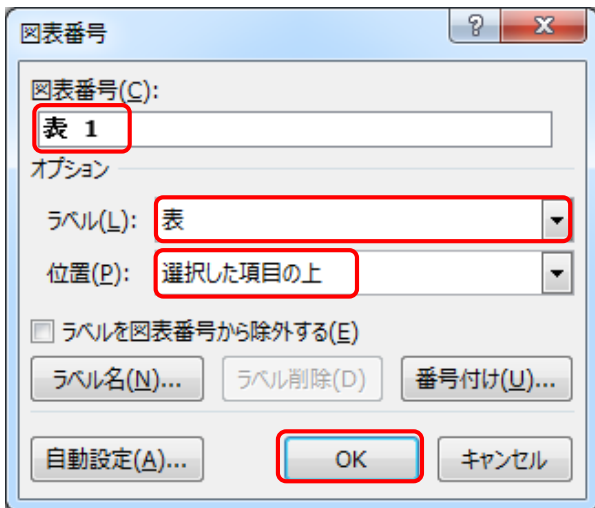 図表番号
?
図表番号(C):
表 1
オプション
ラベル(L): 表
位置(P): 選択した項目の上
ラベルを図表番号から除外する(E)
ラベル名(N)... ラベル削除(D) 番号付け(U)...
自動設定(A)... OK キャンセル